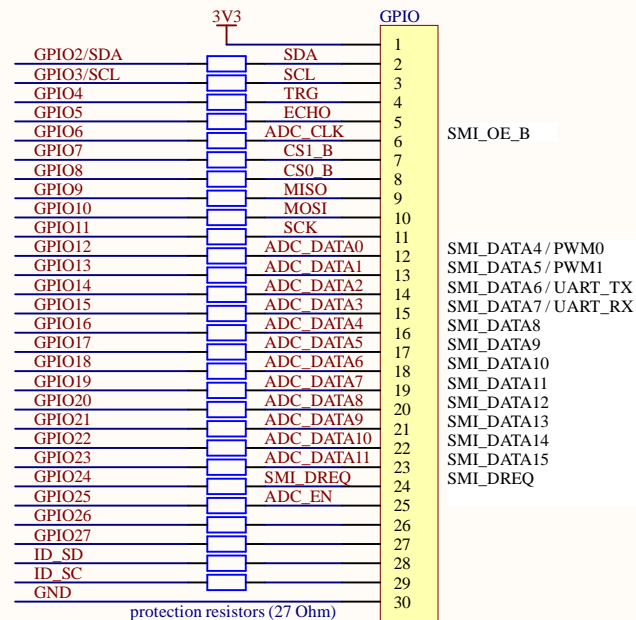 3V3 GPIO
1
GPIO2/SDA SDA 2
GPIO3/SCL SCL 3
GPIO4 TRG 4
GPIO5 ECHO 5
GPIO6 ADC_CLK 6 SMI_OE_B
GPIO7 CS1_B 7
GPIO8 CS0_B 8
GPIO9 MISO 9
GPIO10 MOSI 10
GPIO11 SCK 11
GPIO12 ADC_DATA0 12 SMI_DATA4 / PWM0
GPIO13 ADC_DATA1 13 SMI_DATA5 / PWM1
GPIO14 ADC_DATA2 14 SMI_DATA6 / UART_TX
GPIO15 ADC_DATA3 15 SMI_DATA7 / UART_RX
GPIO16 ADC_DATA4 16 SMI_DATA8
GPIO17 ADC_DATA5 17 SMI_DATA9
GPIO18 ADC_DATA6 18 SMI_DATA10
GPIO19 ADC_DATA7 19 SMI_DATA11
GPIO20 ADC_DATA8 20 SMI_DATA12
GPIO21 ADC_DATA9 21 SMI_DATA13
GPIO22 ADC_DATA10 22 SMI_DATA14
GPIO23 ADC_DATA11 23 SMI_DATA15
GPIO24 SMI_DREQ 24 SMI_DREQ
GPIO25 ADC_EN 25
GPIO26 26
GPIO27 27
ID_SD 28
ID_SC 29
GND 30
protection resistors (27 Ohm)